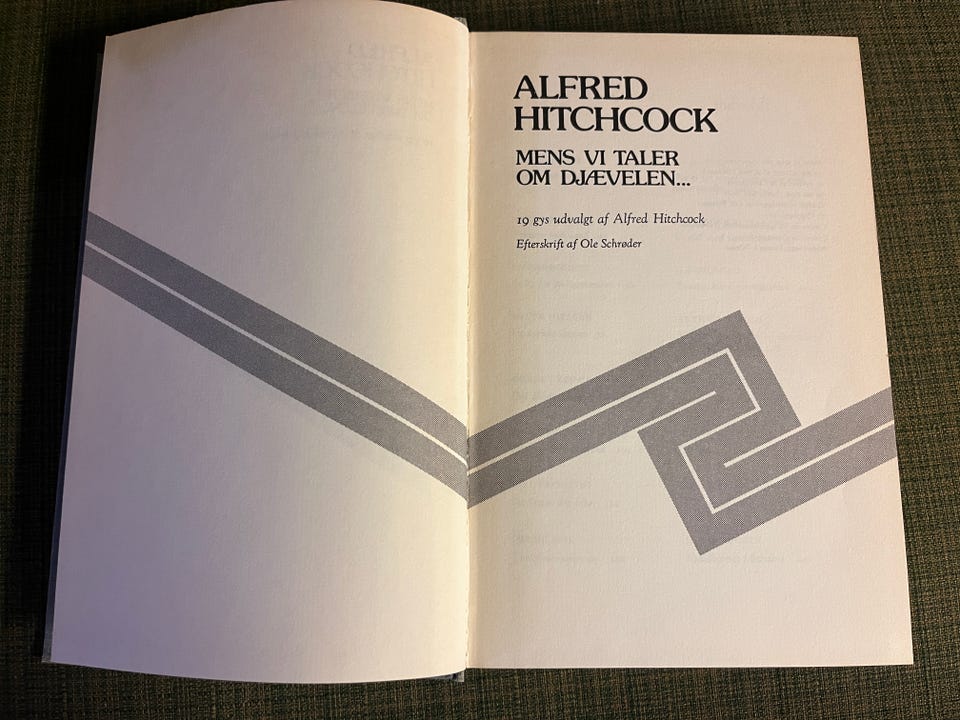 ALFRED
HITCHCOCK
MENS VI TALER
OM DJÆVELEN...
19 gys udvalgt af Alfred Hitchcock
Efterskrift af Ole Schrøder